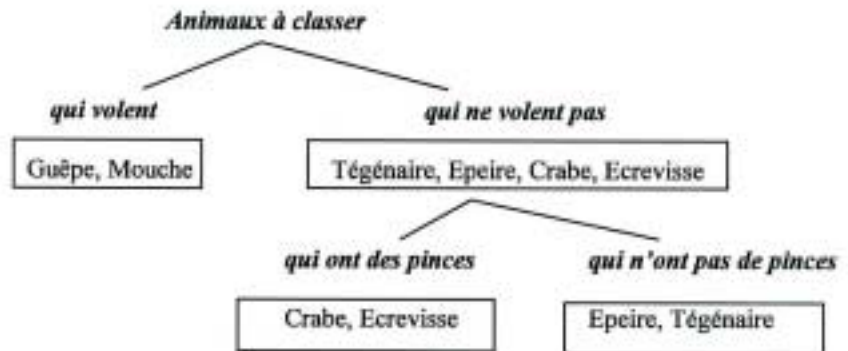 Animaux à classer
qui volent
qui ne volent pas
Guêpe, Mouche
Tégénaire, Epeire, Crabe, Ecrevisse
qui ont des pinces
qui n'ont pas de pinces
Crabe, Ecrevisse
Epeire, Tégénaire